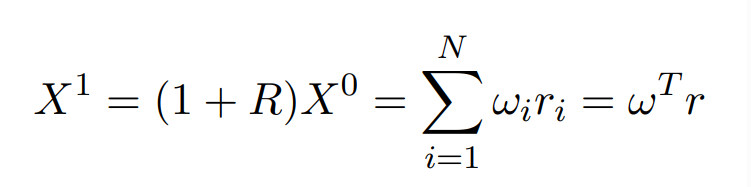 X^1 = (1 + R)X^0 = \sum_{i=1}^{N} \omega_i r_i = \omega^T r